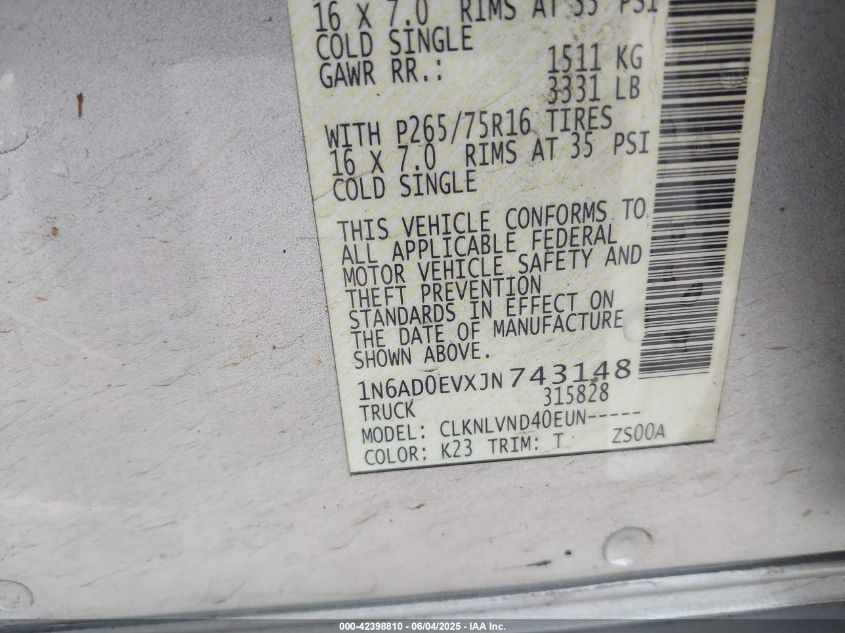 16 X 7.0 RIMS AT 35 PSI
COLD SINGLE
GAWR RR.: 1511 KG
3331 LB
WITH P265/75R16 TIRES
16 X 7.0 RIMS AT 35 PSI
COLD SINGLE
THIS VEHICLE CONFORMS TO
ALL APPLICABLE FEDERAL
MOTOR VEHICLE SAFETY AND
THEFT PREVENTION
STANDARDS IN EFFECT ON
THE DATE OF MANUFACTURE
SHOWN ABOVE.
1N6AD0EVXJN743148
TRUCK 315828
MODEL: CLKNLVND40EUN-----
COLOR: K23 TRIM: T ZS00A
000-42398810 - 06/04/2025 - IAA Inc.